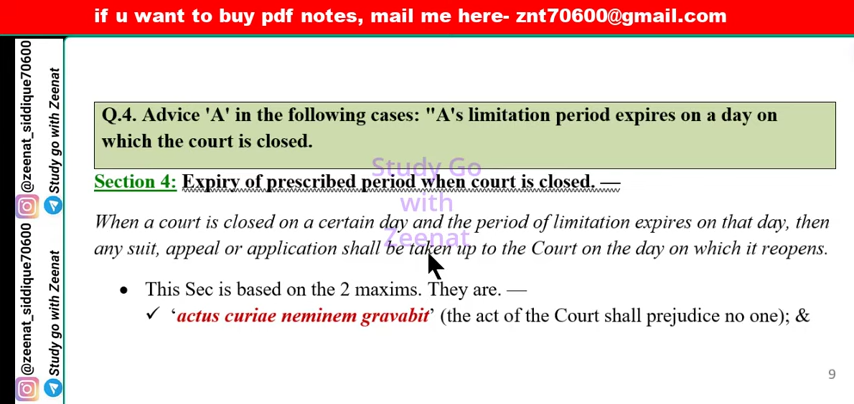 if u want to buy pdf notes, mail me here- znt70600@gmail.com
@zeenat_siddique70600
Study go with Zeenat
@zeenat_siddique70600
Study go with Zeenat
Q.4. Advice 'A' in the following cases: "A's limitation period expires on a day on
which the court is closed.
Study Go
with
Zeenat
Section 4: Expiry of prescribed period when court is closed. —
When a court is closed on a certain day and the period of limitation expires on that day, then
any suit, appeal or application shall be taken up to the Court on the day on which it reopens.
• This Sec is based on the 2 maxims. They are. —
✓ ‘actus curiae neminem gravabit’ (the act of the Court shall prejudice no one); &
9